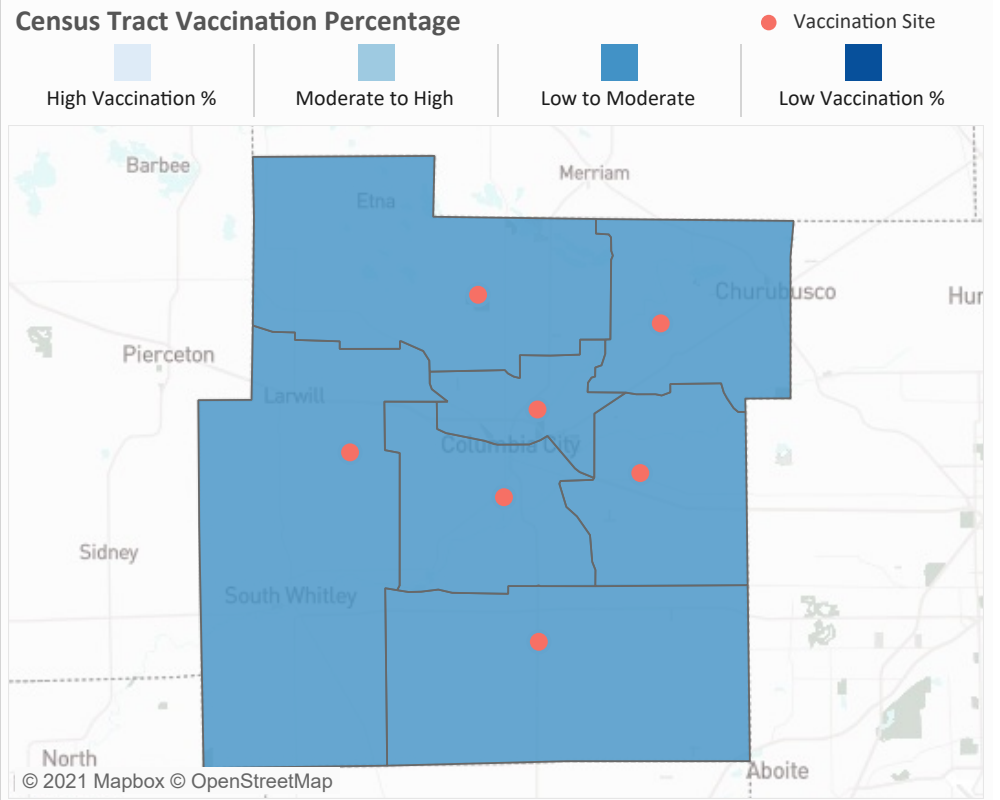 Census Tract Vaccination Percentage
Vaccination Site
High Vaccination %
Moderate to High
Low to Moderate
Low Vaccination %
Barbee
Merriam
Etna
Churubusco
Hur
Pierceton
Larwill
Columbia City
Sidney
South Whitley
North
Aboite
© 2021 Mapbox © OpenStreetMap